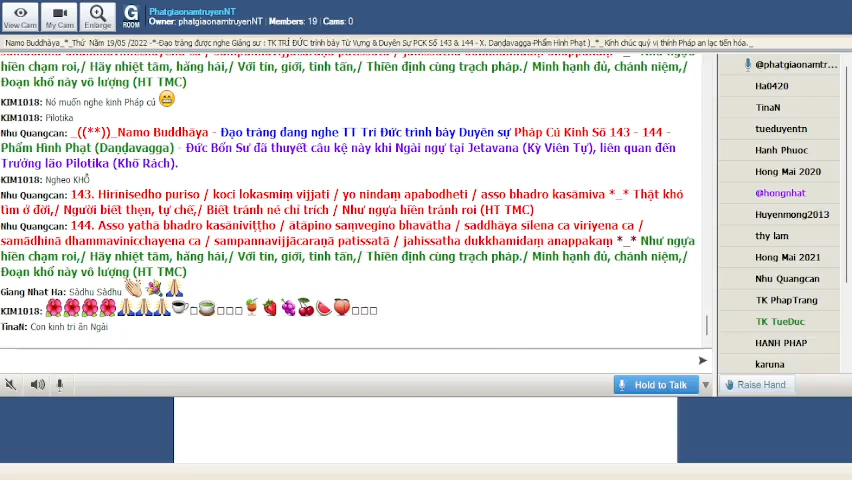 View Cam
My Cam
Enlarge
G
ROOM
PhatgiaonamtruyenNT
Owner: phatgiaonamtruyenNT | Members: 19 | Cams: 0
Namo Buddhāya_*_Thứ Năm 19/05 /2022 -*-Đạo tràng được nghe Giảng sư : TK TRÍ ĐỨC trình bày Từ Vựng & Duyên Sự PCK Số 143 & 144 - X. Daṇḍavagga-Phẩm Hình Phạt )_*_Kính chúc quý vị thính Pháp an lạc tiến hóa._
hiền chạm roi,/ Hãy nhiệt tâm, hăng hái,/ Với tín, giới, tinh tấn,/ Thiền định cùng trạch pháp./ Minh hạnh đủ, chánh niệm,/
Đoạn khổ này vô lượng (HT TMC)
KIM1018: Nó muốn nghe kinh Pháp cú
KIM1018: Pilotika
Nhu Quangcan: _((**))_Namo Buddhāya - Đạo tràng đang nghe TT Trí Đức trình bày Duyên sự Pháp Cú Kinh Số 143 - 144 -
Phẩm Hình Phạt (Daṇḍavagga) - Đức Bổn Sư đã thuyết câu kệ này khi Ngài ngự tại Jetavana (Kỳ Viên Tự), liên quan đến
Trưởng lão Pilotika (Khố Rách).
KIM1018: Ngheo KHỔ
Nhu Quangcan: 143. Hirīnisedho puriso / koci lokasmiṃ vijjati / yo nindaṃ apabodheti / asso bhadro kasāmiva *_* Thật khó
tìm ở đời,/ Người biết thẹn, tự chế,/ Biết tránh né chỉ trích / Như ngựa hiền tránh roi (HT TMC)
Nhu Quangcan: 144. Asso yathā bhadro kasāniviṭṭho / ātāpino saṃvegino bhavātha / saddhāya sīlena ca vīriyena ca /
samādhinā dhammavinicchayena ca / sampannavijjācaraṇā patissatā / jahissatha dukkhamidaṃ anappakaṃ *_* Như ngựa
hiền chạm roi,/ Hãy nhiệt tâm, hăng hái,/ Với tín, giới, tinh tấn,/ Thiền định cùng trạch pháp./ Minh hạnh đủ, chánh niệm,/
Đoạn khổ này vô lượng (HT TMC)
Giang Nhat Ha: Sàdhu Sàdhu
KIM1018:
TinaN: Con kinh tri ân Ngài
@phatgiaonamtr...
Ha0420
TinaN
tueduyentn
Hanh Phuoc
Hong Mai 2020
@hongnhat
Huyenmong2013
thy lam
Hong Mai 2021
Nhu Quangcan
TK PhapTrang
TK TueDuc
HẠNH PHÁP
karuna
Hold to Talk
Raise Hand